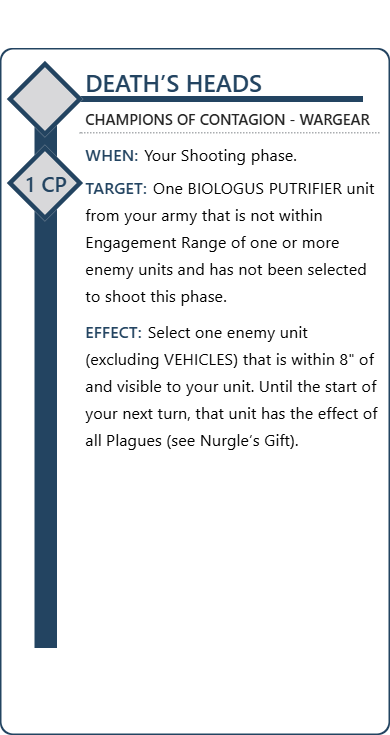 DEATH’S HEADS
CHAMPIONS OF CONTAGION - WARGEAR
WHEN: Your Shooting phase.
1 CP
TARGET: One BIOLOGUS PUTRIFIER unit
from your army that is not within
Engagement Range of one or more
enemy units and has not been selected
to shoot this phase.
EFFECT: Select one enemy unit
(excluding VEHICLES) that is within 8" of
and visible to your unit. Until the start of
your next turn, that unit has the effect of
all Plagues (see Nurgle’s Gift).